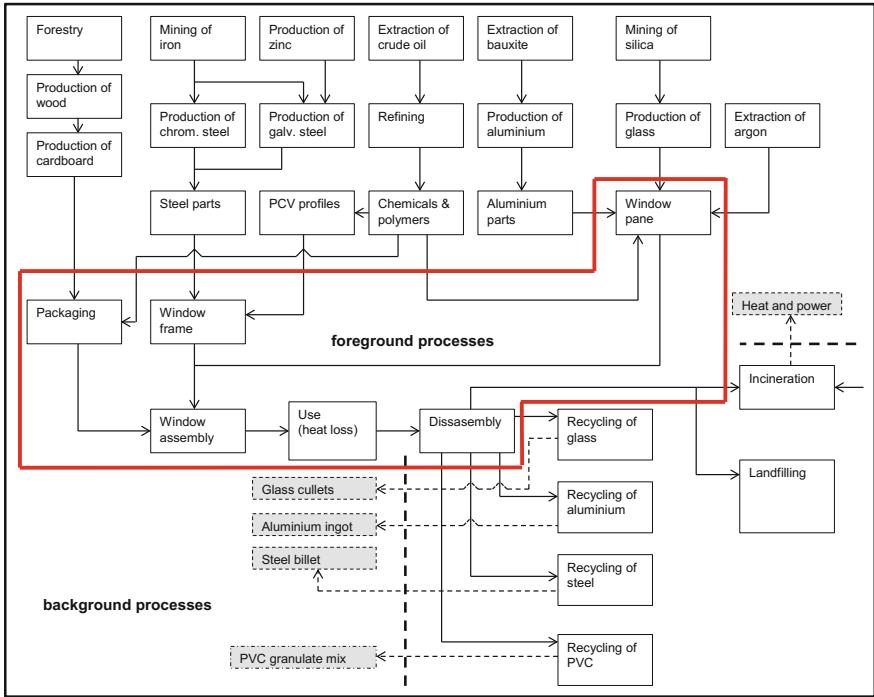 Forestry
Mining of
iron
Production of
zinc
Extraction of
crude oil
Extraction of
bauxite
Mining of
silica
Production of
wood
Production of
chrom. steel
Production of
galv. steel
Refining
Production of
aluminium
Production of
glass
Extraction of
argon
Production of
cardboard
Steel parts
PCV profiles
Chemicals &
polymers
Aluminium
parts
Window
pane
Packaging
Window
frame
foreground processes
Heat and power
Incineration
Window
assembly
Use
(heat loss)
Dissasembly
Recycling of
glass
Landfilling
Glass cullets
Recycling of
aluminium
Aluminium ingot
Steel billet
Recycling of
steel
background processes
PVC granulate mix
Recycling of
PVC